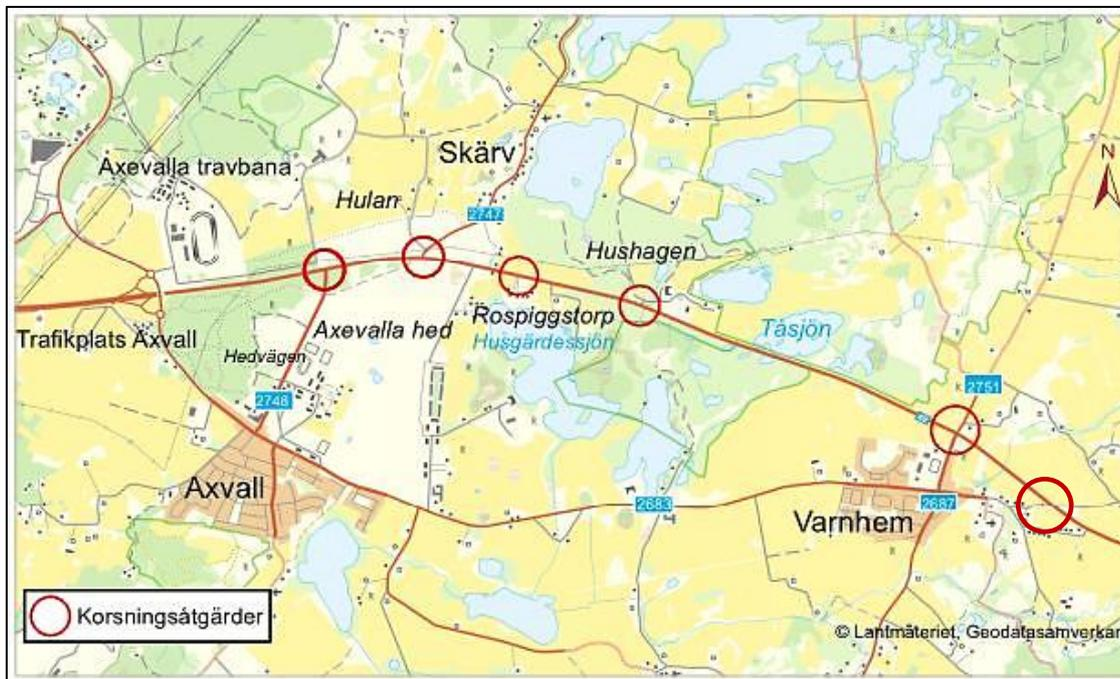 Skärv
Axevalla travbana
Hulan
2747
N
Hushagen
Trafikplats Axvall
Axevalla hed
Rospiggstorp
Husgärdessjön
Tåsjön
Hedvägen
2748
2751
Axvall
2683
2687
Varnhem
Korsningsåtgärder
© Lantmäteriet, Geodatasamverkan